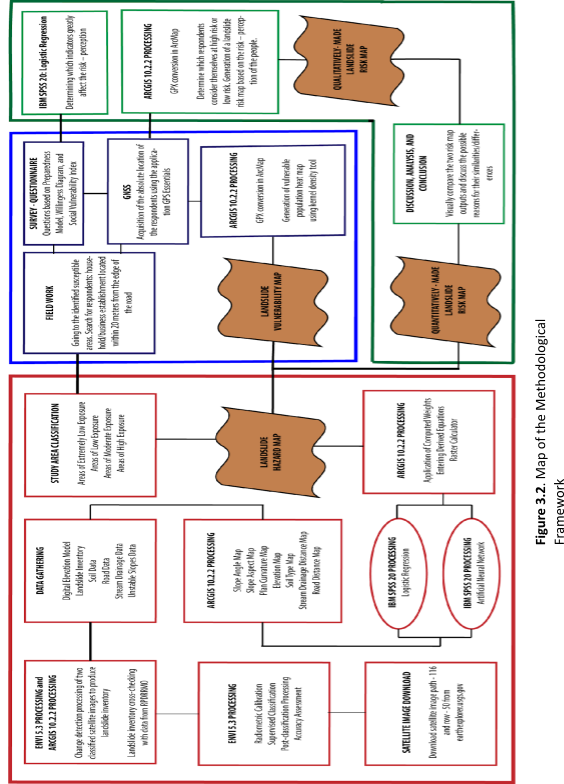 ENVI 5.3 PROCESSING and
ARCGIS 10.2.2 PROCESSING
Change detection processing of two
classified satellite images to produce
landslide inventory
Landslide inventory cross-checking
with data from RPDRRMO
ENVI 5.3 PROCESSING
Radiometric Calibration
Supervised Classification
Post-classification Processing
Accuracy Assessment
SATELLITE IMAGE DOWNLOAD
Download satellite image path - 116
and row - 50 from
earthexplorer.usgs.gov
DATA GATHERING
Digital Elevation Model
Landslide Inventory
Soil Data
Road Data
Stream Drainage Data
Unstable Slopes Data
ARCGIS 10.2.2 PROCESSING
Slope Angle Map
Slope Aspect Map
Plan Curvature Map
Elevation Map
Soil Type Map
Stream Drainage Distance Map
Road Distance Map
IBM SPSS 20 PROCESSING
Logistic Regression
IBM SPSS 20 PROCESSING
Artificial Neural Network
STUDY AREA CLASSIFICATION
Areas of Extremely Low Exposure
Areas of Low Exposure
Areas of Moderate Exposure
Areas of High Exposure
LANDSLIDE
HAZARD MAP
ARCGIS 10.2.2 PROCESSING
Application of Computed Weights
Entering Derived Equations
Raster Calculator
FIELD WORK
Going to the identified susceptible
areas. Search for respondents: house-
hold/business establishment located
within 20 meters from the edge of
the road
LANDSLIDE
VULNERABILITY MAP
QUANTITATIVELY - MADE
LANDSLIDE
RISK MAP
SURVEY - QUESTIONNAIRE
Questions based on Preparedness
Model, Willingness Diagram, and
Social Vulnerability Index
GNSS
Acquisition of the absolute location of
the respondents using the applica-
tion GPS Essentials
ARCGIS 10.2.2 PROCESSING
GPX conversion in ArcMap
Generation of vulnerable
population heat map
using kernel density tool
DISCUSSION, ANALYSIS, AND
CONCLUSION
Visually compare the two risk map
outputs and discuss the possible
reasons for their similarities/differ-
ences
IBM SPSS 20: Logistic Regression
Determining which indicators greatly
affect the risk – perception
ARCGIS 10.2.2 PROCESSING
GPX conversion in ArcMap
Determine which respondents
consider themselves at high risk or
low risk. Generation of a landslide
risk map based on the risk – percep-
tion of the people.
QUALITATIVELY-MADE
LANDSLIDE
RISK MAP
Figure 3.2. Map of the Methodological
Framework